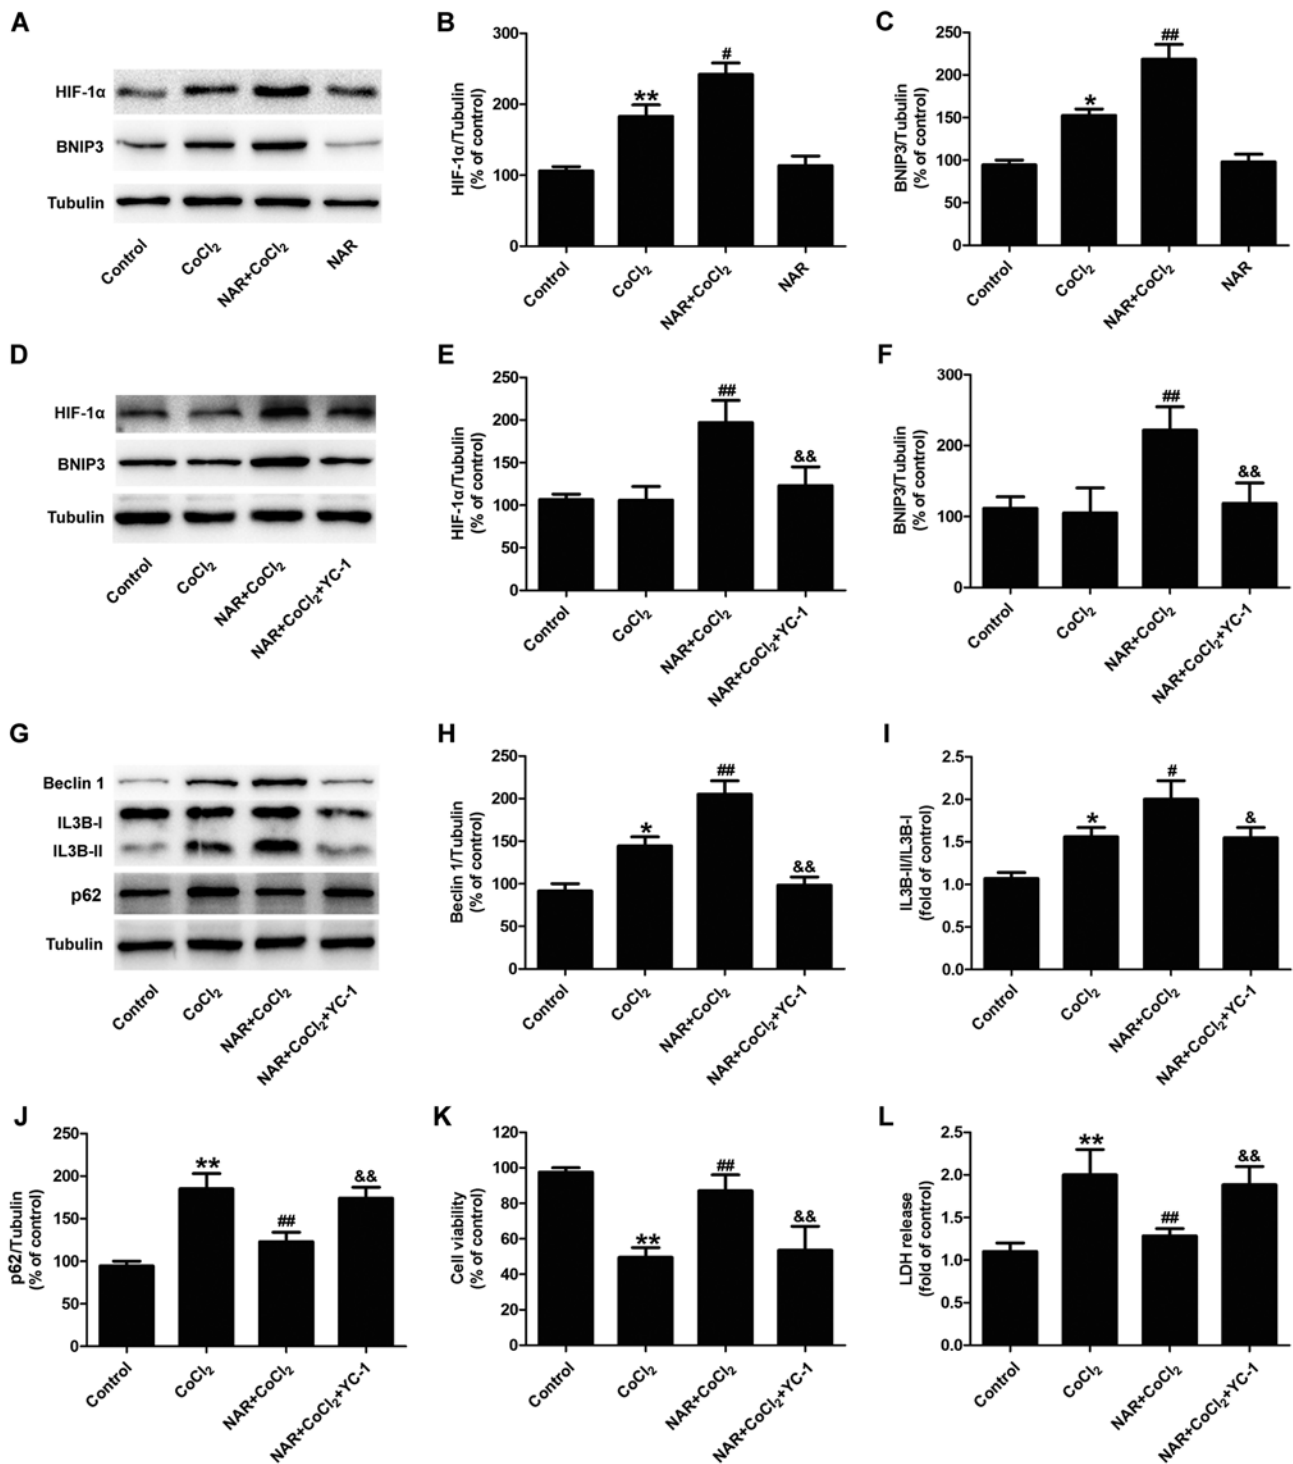 A
HIF-1α
BNIP3
Tubulin
Control
CoCl2
NAR+CoCl2
NAR
B
HIF-1α/Tubulin
(% of control)
300
200
100
0
**
#
Control
CoCl2
NAR+CoCl2
NAR
C
BNIP3/Tubulin
(% of control)
250
200
150
100
50
0
*
##
Control
CoCl2
NAR+CoCl2
NAR
D
HIF-1α
BNIP3
Tubulin
Control
CoCl2
NAR+CoCl2
NAR+CoCl2+YC-1
E
HIF-1α/Tubulin
(% of control)
250
200
150
100
50
0
##
&&
Control
CoCl2
NAR+CoCl2
NAR+CoCl2+YC-1
F
BNIP3/Tubulin
(% of control)
300
200
100
0
##
&&
Control
CoCl2
NAR+CoCl2
NAR+CoCl2+YC-1
G
Beclin 1
IL3B-I
IL3B-II
p62
Tubulin
Control
CoCl2
NAR+CoCl2
NAR+CoCl2+YC-1
H
Beclin 1/Tubulin
(% of control)
250
200
150
100
50
0
*
##
&&
Control
CoCl2
NAR+CoCl2
NAR+CoCl2+YC-1
I
IL3B-II/IL3B-I
(fold of control)
2.5
2.0
1.5
1.0
0.5
0.0
*
#
&
Control
CoCl2
NAR+CoCl2
NAR+CoCl2+YC-1
J
p62/Tubulin
(% of control)
250
200
150
100
50
0
**
##
&&
Control
CoCl2
NAR+CoCl2
NAR+CoCl2+YC-1
K
Cell viability
(% of control)
120
100
80
60
40
20
0
**
##
&&
Control
CoCl2
NAR+CoCl2
NAR+CoCl2+YC-1
L
LDH release
(fold of control)
2.5
2.0
1.5
1.0
0.5
0.0
**
##
&&
Control
CoCl2
NAR+CoCl2
NAR+CoCl2+YC-1